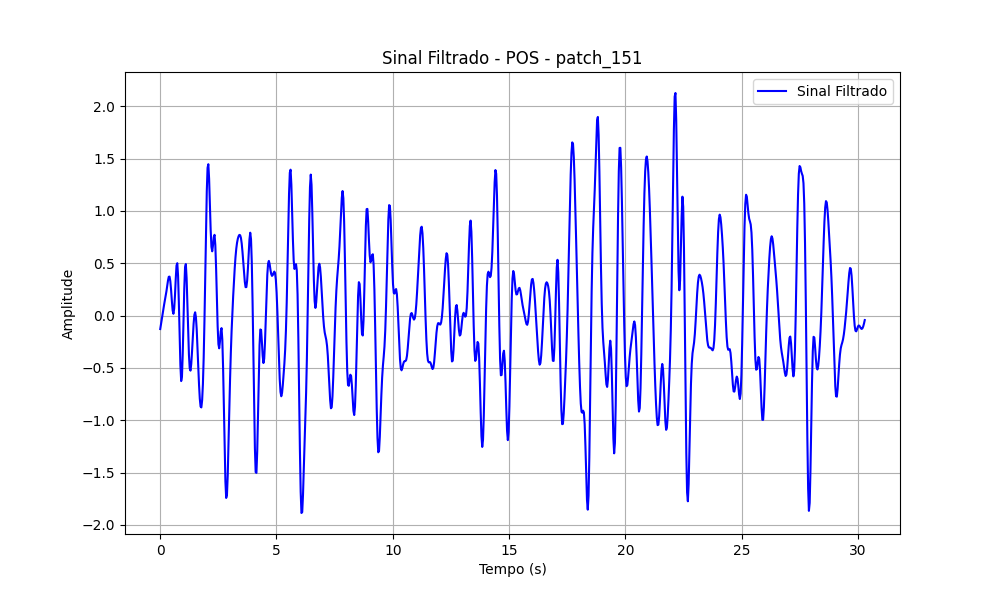 Sinal Filtrado - POS - patch_151
Sinal Filtrado
Amplitude
2.0
1.5
1.0
0.5
0.0
−0.5
−1.0
−1.5
−2.0
0 5 10 15 20 25 30
Tempo (s)